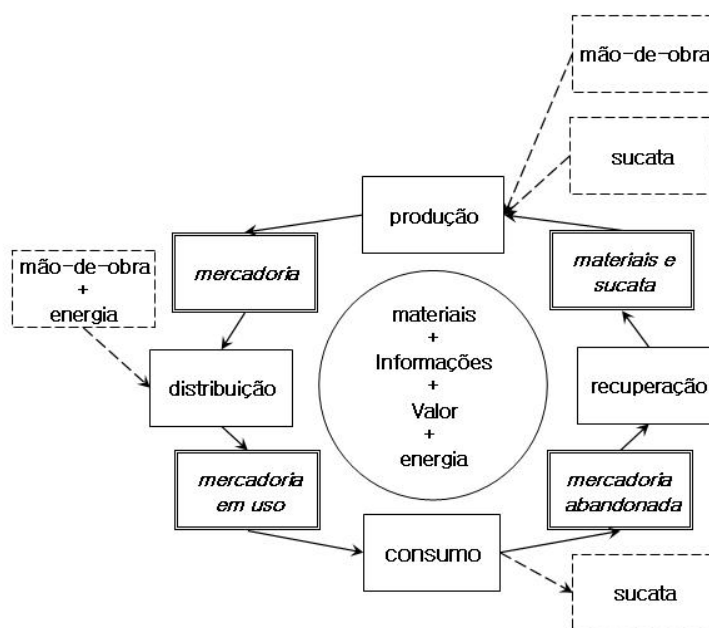 mão-de-obra
sucata
produção
mercadoria
materiais e
sucata
mão-de-obra
+
energia
materiais
+
Informações
+
Valor
+
energia
distribuição
recuperação
mercadoria
em uso
mercadoria
abandonada
consumo
sucata